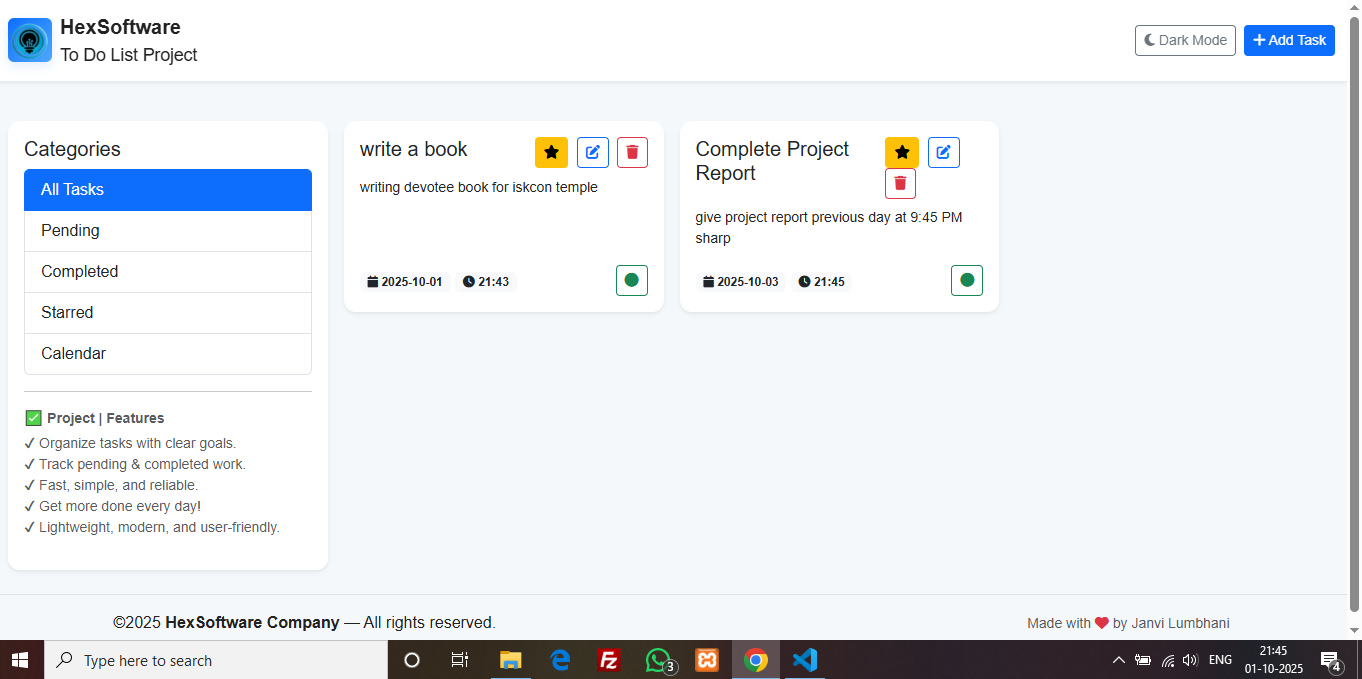 HexSoftware
To Do List Project
Dark Mode
Add Task
Categories
All Tasks
Pending
Completed
Starred
Calendar
✅ Project | Features
✓ Organize tasks with clear goals.
✓ Track pending & completed work.
✓ Fast, simple, and reliable.
✓ Get more done every day!
✓ Lightweight, modern, and user-friendly.
write a book
writing devotee book for iskcon temple
2025-10-01 21:43
Complete Project
Report
give project report previous day at 9:45 PM
sharp
2025-10-03 21:45
©2025 HexSoftware Company — All rights reserved.
Made with ❤ by Janvi Lumbhani
Type here to search
3
ENG
21:45
01-10-2025
4